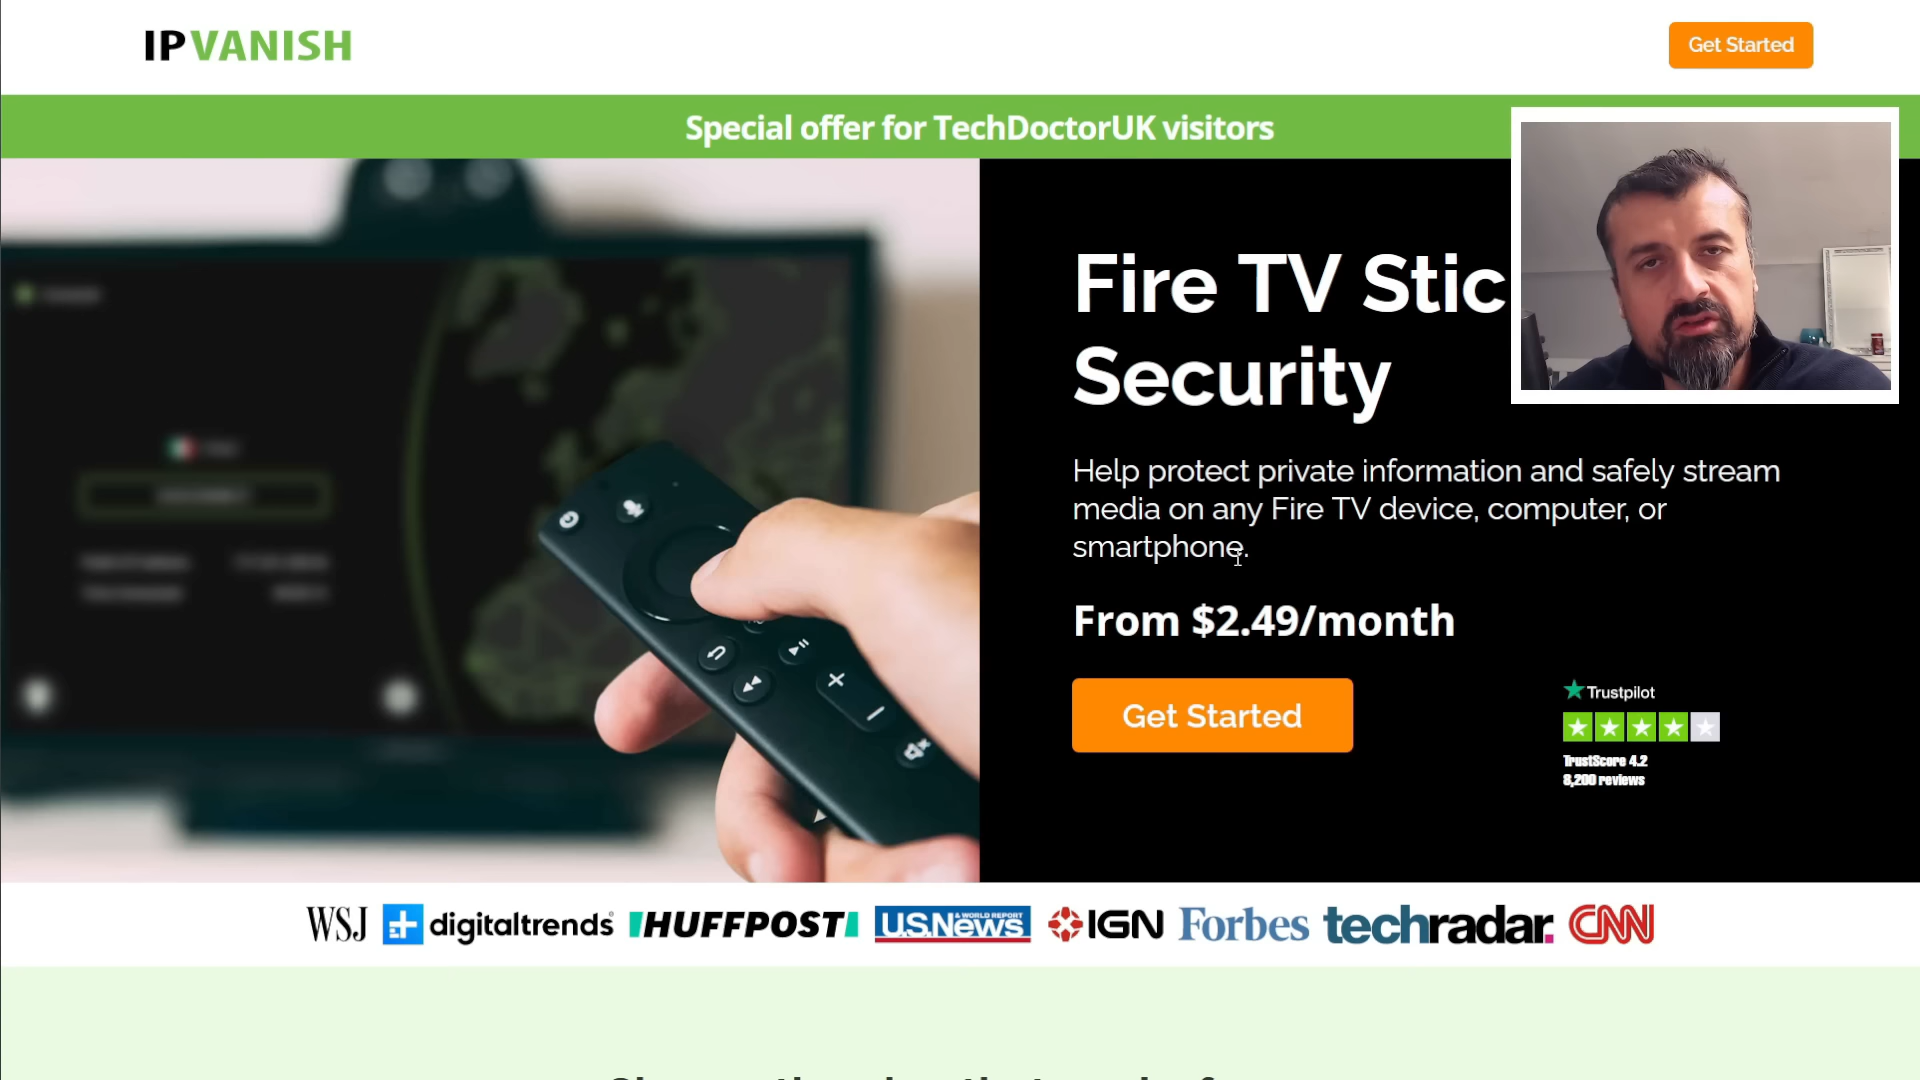 IPVANISH
Get Started
Special offer for TechDoctorUK visitors
Fire TV Stic
Security
Help protect private information and safely stream
media on any Fire TV device, computer, or
smartphone.
From $2.49/month
Get Started
Trustpilot
TrustScore 4.2
8,200 reviews
WSJ digitaltrends HUFFPOST U.S.News & WORLD REPORT IGN Forbes techradar. CNN